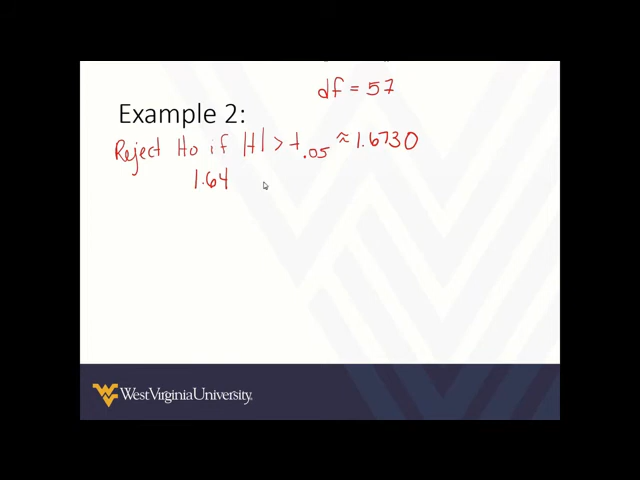 df = 57
Example 2:
Reject Ho if |t| > t.05 ≈ 1.6730
1.64
WestVirginiaUniversity.